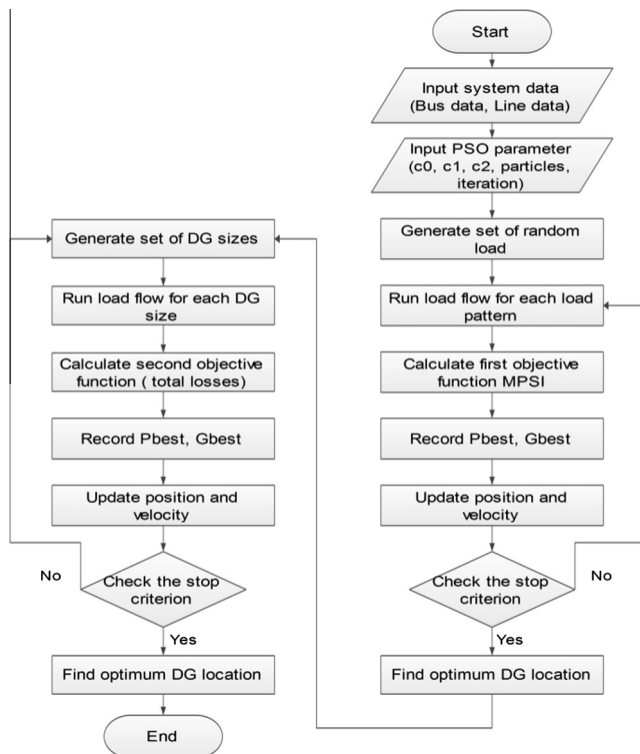 Start
Input system data
(Bus data, Line data)
Input PSO parameter
(c0, c1, c2, particles,
iteration)
Generate set of random
load
Run load flow for each load
pattern
Calculate first objective
function MPSI
Record Pbest, Gbest
Update position and
velocity
Check the stop
criterion
No
Yes
Find optimum DG location
Generate set of DG sizes
Run load flow for each DG
size
Calculate second objective
function ( total losses)
Record Pbest, Gbest
Update position and
velocity
Check the stop
criterion
No
Yes
Find optimum DG location
End